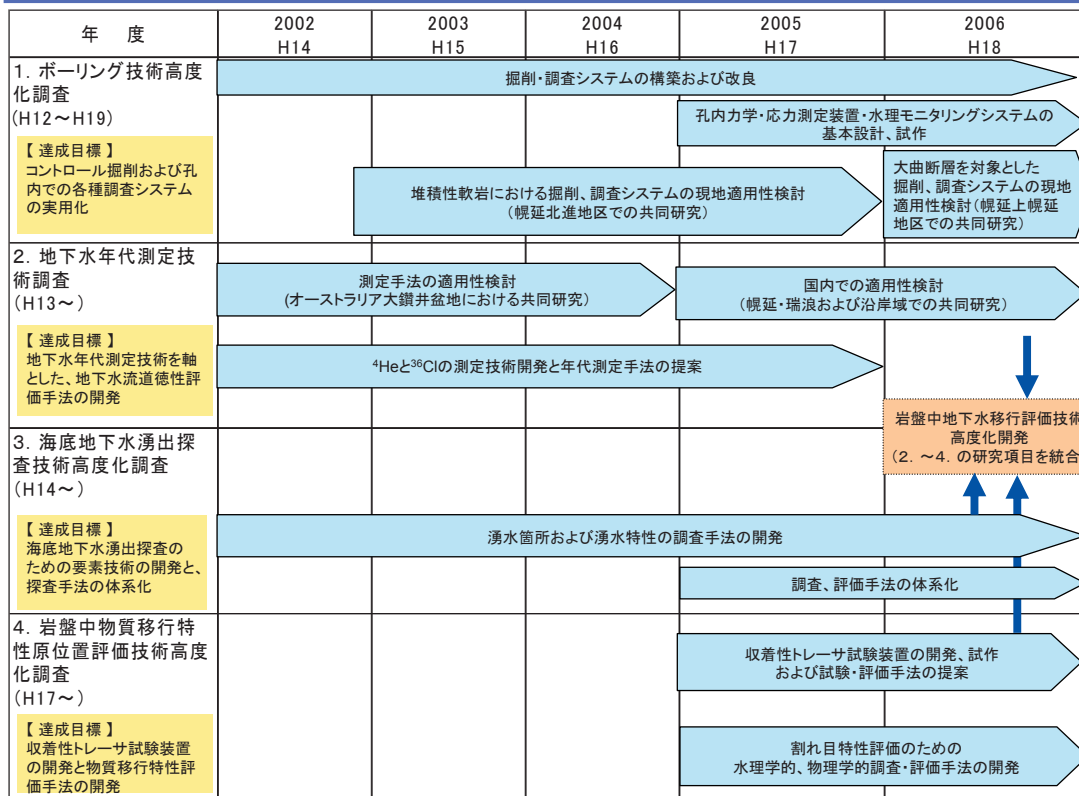 年　度
2002
H14
2003
H15
2004
H16
2005
H17
2006
H18
1. ボーリング技術高度
化調査
(H12～H19)
【 達成目標 】
コントロール掘削および孔
内での各種調査システム
の実用化
掘削・調査システムの構築および改良
孔内力学・応力測定装置・水理モニタリングシステムの
基本設計、試作
堆積性軟岩における掘削、調査システムの現地適用性検討
(幌延北進地区での共同研究)
大曲断層を対象とした
掘削、調査システムの現地
適用性検討(幌延上幌延
地区での共同研究)
2. 地下水年代測定技
術調査
(H13～)
【 達成目標 】
地下水年代測定技術を軸
とした、地下水流道徳性評
価手法の開発
測定手法の適用性検討
(オーストラリア大鑽井盆地における共同研究)
国内での適用性検討
(幌延・瑞浪および沿岸域での共同研究)
⁴Heと³⁶Clの測定技術開発と年代測定手法の提案
岩盤中地下水移行評価技術
高度化開発
(2. ～4. の研究項目を統合
3. 海底地下水湧出探
査技術高度化調査
(H14～)
【 達成目標 】
海底地下水湧出探査の
ための要素技術の開発と、
探査手法の体系化
湧水箇所および湧水特性の調査手法の開発
調査、評価手法の体系化
4. 岩盤中物質移行特
性原位置評価技術高度
化調査
(H17～)
【 達成目標 】
収着性トレーサ試験装置
の開発と物質移行特性評
価手法の開発
収着性トレーサ試験装置の開発、試作
および試験・評価手法の提案
割れ目特性評価のための
水理学的、物理学的調査・評価手法の開発